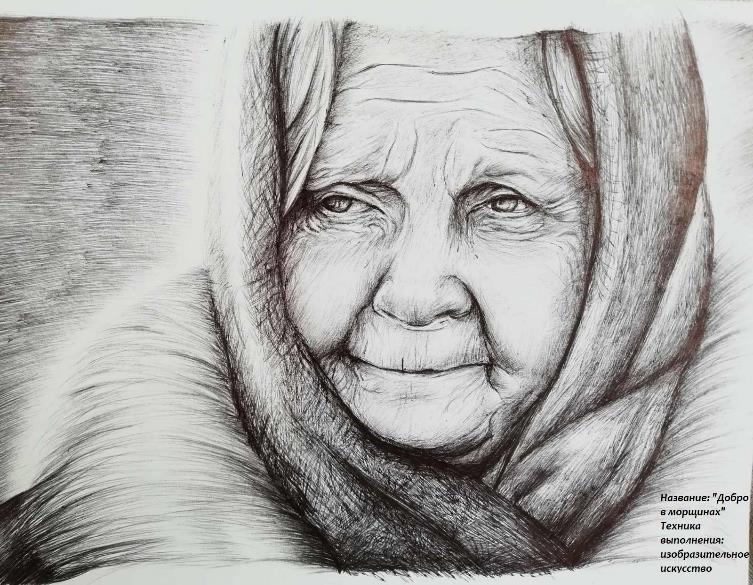 Название: "Добро
в морщинах"
Техника
выполнения:
изобразительное
искусство